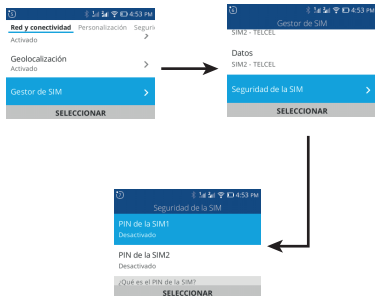 4:53 PM
Red y conectividad Personalización Seguri
Activado
Geolocalización
Activado
Gestor de SIM
SELECCIONAR
4:53 PM
Gestor de SIM
SIM2 - TELCEL
Datos
SIM2 - TELCEL
Seguridad de la SIM
SELECCIONAR
4:53 PM
Seguridad de la SIM
PIN de la SIM1
Desactivado
PIN de la SIM2
Desactivado
¿Qué es el PIN de la SIM?
SELECCIONAR